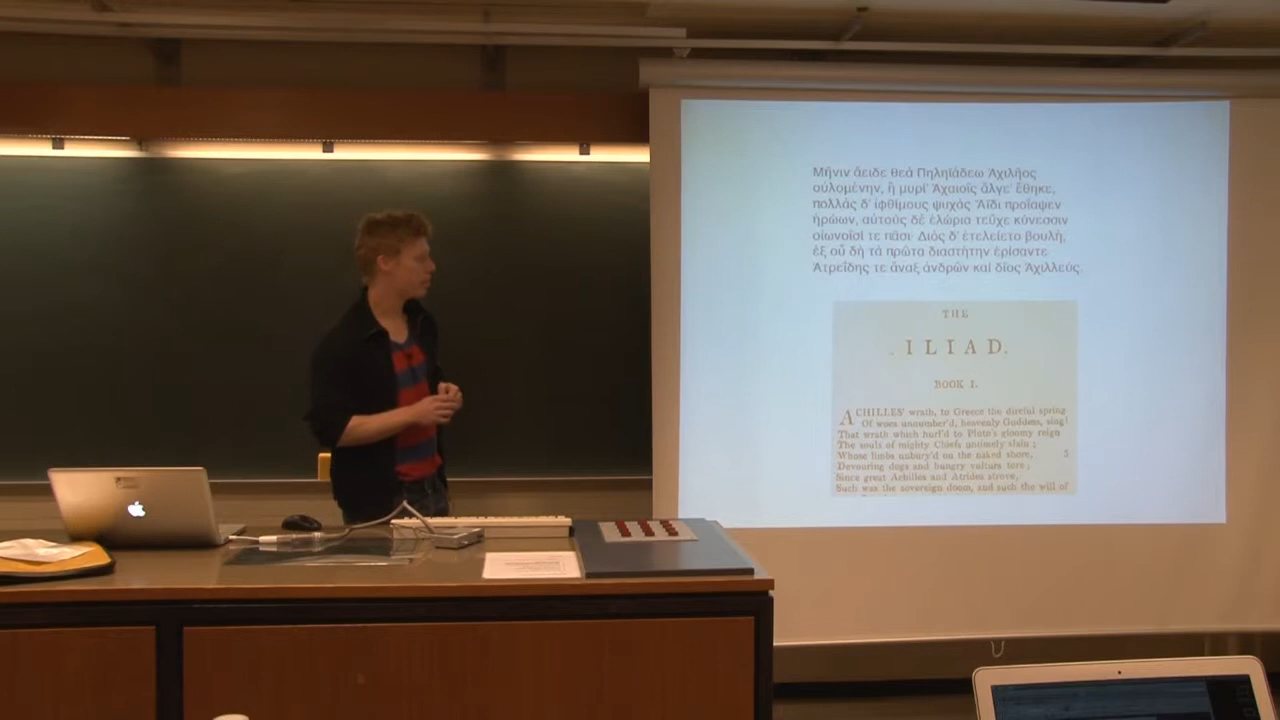 Μῆνιν ἄειδε θεὰ Πηληϊάδεω Ἀχιλῆος
οὐλομένην, ἣ μυρί' Ἀχαιοῖς ἄλγε' ἔθηκε,
πολλὰς δ' ἰφθίμους ψυχὰς Ἄϊδι προΐαψεν
ἡρώων, αὐτοὺς δὲ ἑλώρια τεῦχε κύνεσσιν
οἰωνοῖσί τε πᾶσι· Διὸς δ' ἐτελείετο βουλή,
ἐξ οὗ δὴ τὰ πρῶτα διαστήτην ἐρίσαντε
Ἀτρεΐδης τε ἄναξ ἀνδρῶν καὶ δῖος Ἀχιλλεύς.
THE
ILIAD.
BOOK I.
ACHILLES' wrath, to Greece the direful spring
Of woes unnumber'd, heavenly Goddess, sing!
That wrath which hurl'd to Pluto's gloomy reign
The souls of mighty Chiefs untimely slain;
Whose limbs unbury'd on the naked shore, 5
Devouring dogs and hungry vultures tore;
Since great Achilles and Atrides strove,
Such was the sovereign doom, and such the will of